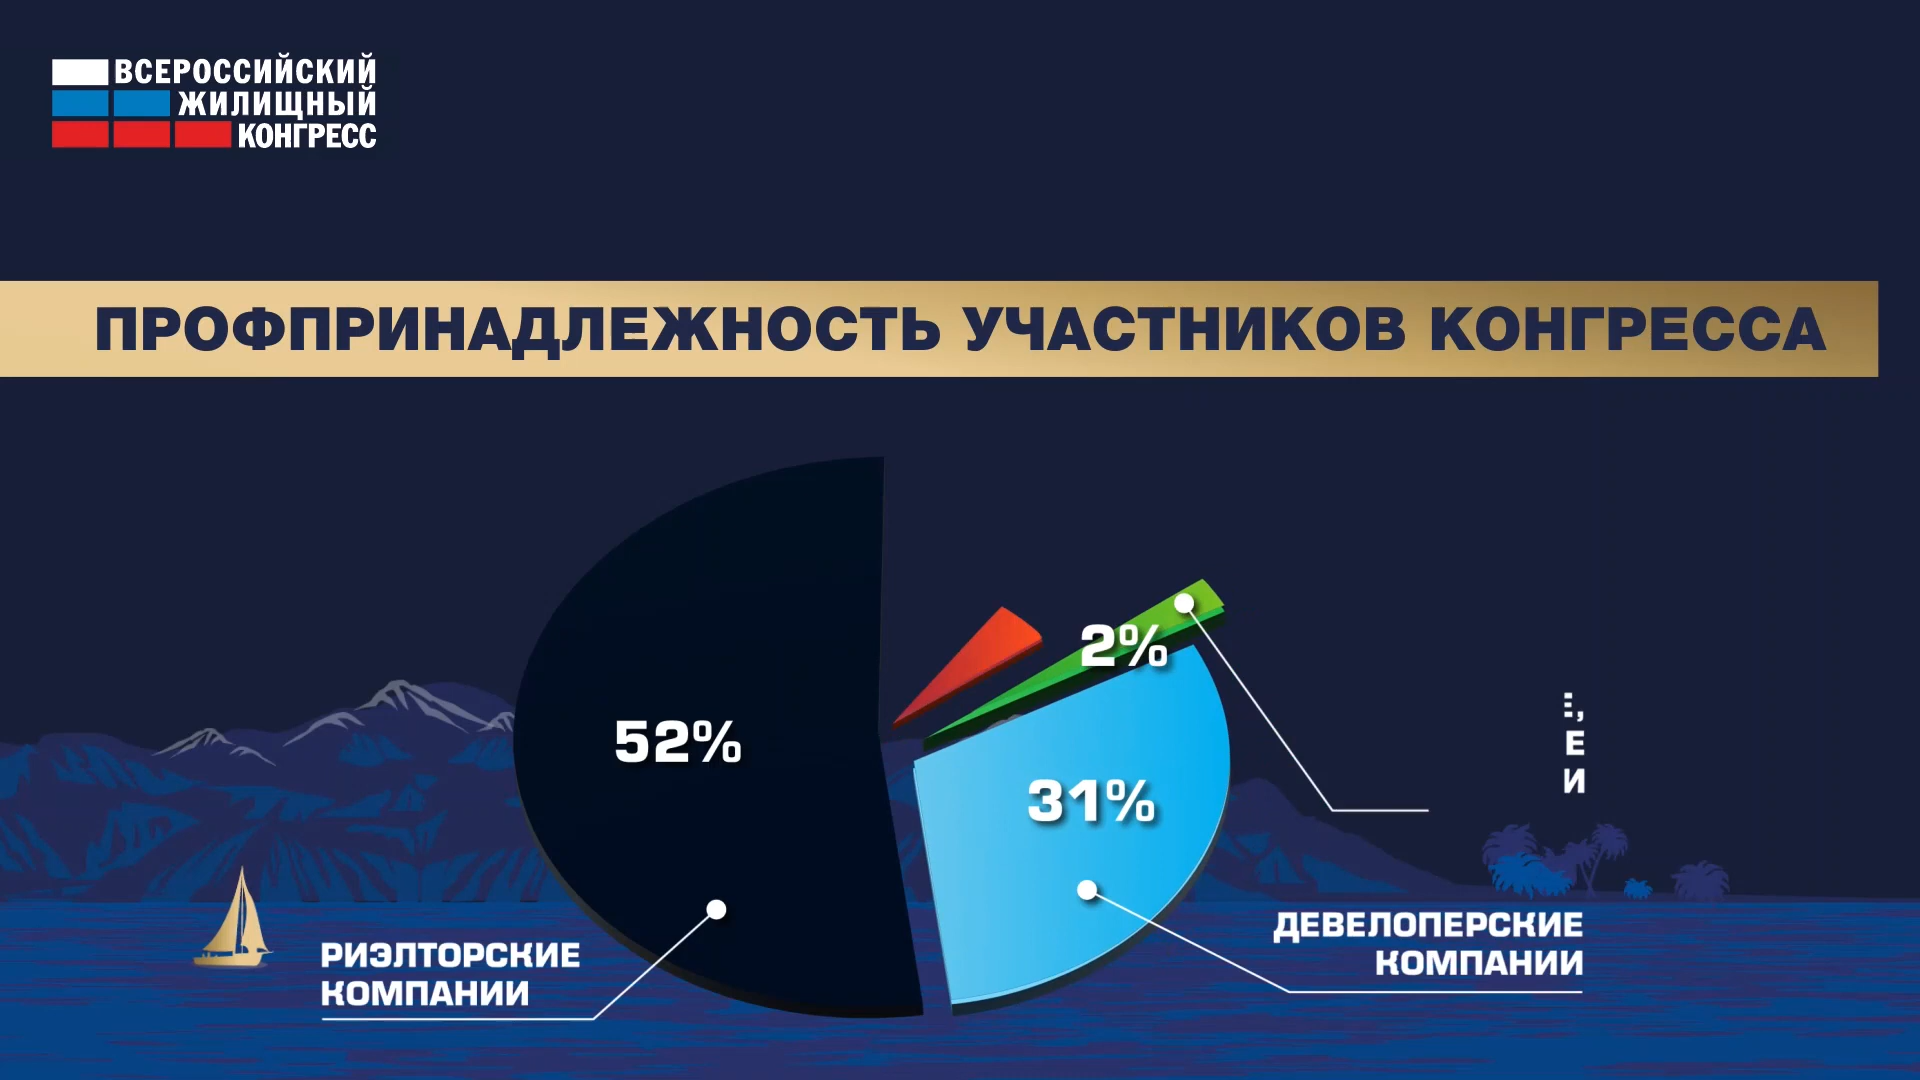 ВСЕРОССИЙСКИЙ
ЖИЛИЩНЫЙ
КОНГРЕСС
ПРОФПРИНАДЛЕЖНОСТЬ УЧАСТНИКОВ КОНГРЕССА
2%
52%
31%
РИЭЛТОРСКИЕ
КОМПАНИИ
ДЕВЕЛОПЕРСКИЕ
КОМПАНИИ